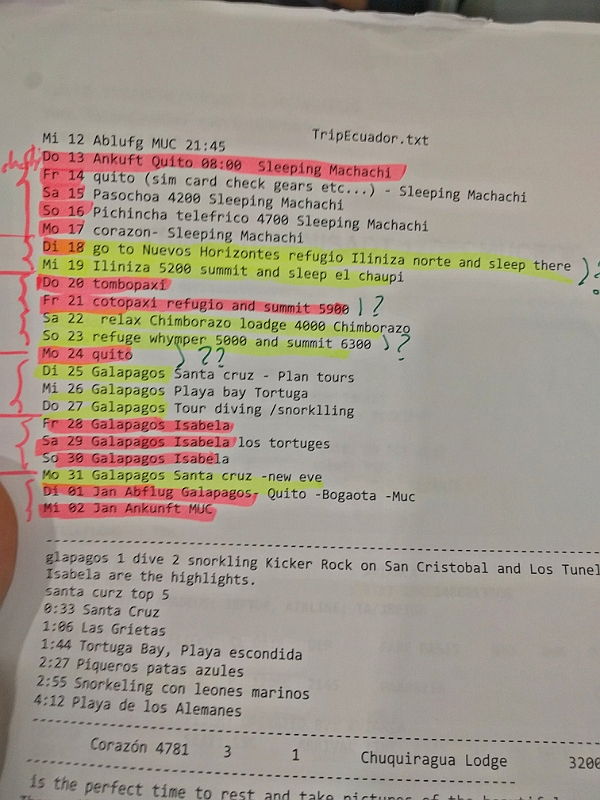 TripEcuador.txt
Mi 12 Ablufg MUC 21:45
Do 13 Ankuft Quito 08:00 Sleeping Machachi
Fr 14 quito (sim card check gears etc...) - Sleeping Machachi
Sa 15 Pasochoa 4200 Sleeping Machachi
So 16 Pichincha telefrico 4700 Sleeping Machachi
Mo 17 corazon- Sleeping Machachi
Di 18 go to Nuevos Horizontes refugio Iliniza norte and sleep there )?
Mi 19 Iliniza 5200 summit and sleep el chaupi
Do 20 tombopaxi
Fr 21 cotopaxi refugio and summit 5900 )?
Sa 22 relax Chimborazo loadge 4000 Chimborazo
So 23 refuge whymper 5000 and summit 6300 )?
Mo 24 quito )??
Di 25 Galapagos Santa cruz - Plan tours
Mi 26 Galapagos Playa bay Tortuga
Do 27 Galapagos Tour diving /snorklling
Fr 28 Galapagos Isabela
Sa 29 Galapagos Isabela los tortuges
So 30 Galapagos Isabela
Mo 31 Galapagos Santa cruz -new eve
Di 01 Jan Abflug Galapagos- Quito -Bogaota -Muc
Mi 02 Jan Ankunft MUC
glapagos 1 dive 2 snorkling Kicker Rock on San Cristobal and Los Tunel
Isabela are the highlights.
santa curz top 5
0:33 Santa Cruz
1:06 Las Grietas
1:44 Tortuga Bay, Playa escondida
2:27 Piqueros patas azules
2:55 Snorkeling con leones marinos
4:12 Playa de los Alemanes
Corazón 4781 3 1 Chuquiragua Lodge 3200
is the perfect time to rest and take pictures of the